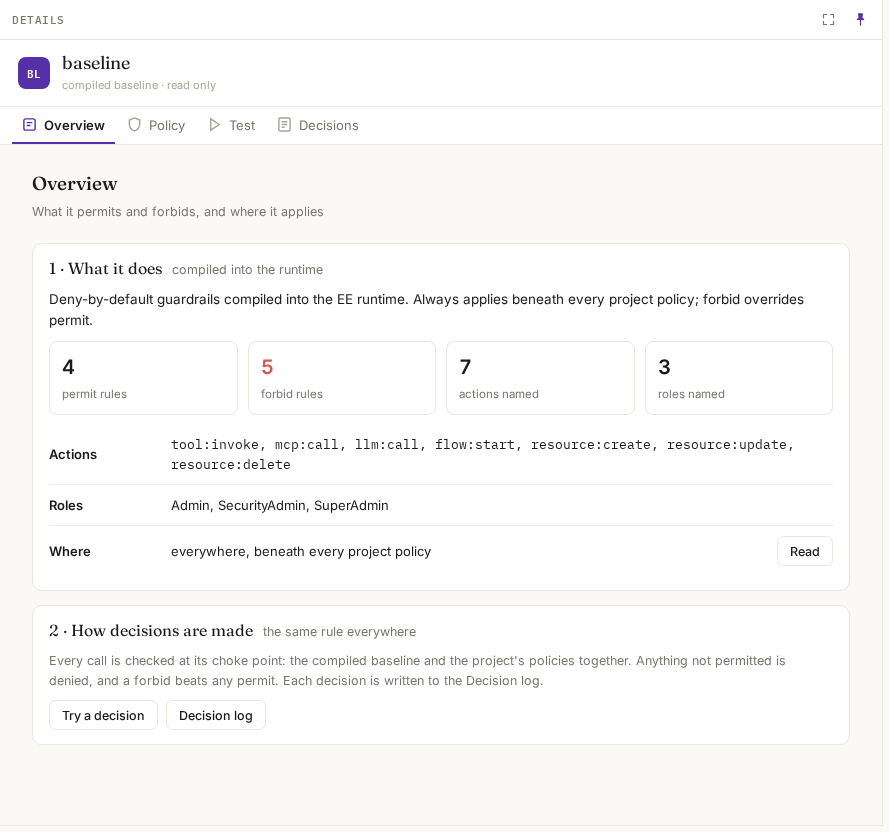 DETAILS
BL
baseline
compiled baseline · read only
Overview
Policy
Test
Decisions
Overview
What it permits and forbids, and where it applies
1 · What it does compiled into the runtime
Deny-by-default guardrails compiled into the EE runtime. Always applies beneath every project policy; forbid overrides
permit.
4
permit rules
5
forbid rules
7
actions named
3
roles named
Actions
tool:invoke, mcp:call, llm:call, flow:start, resource:create, resource:update,
resource:delete
Roles
Admin, SecurityAdmin, SuperAdmin
Where
everywhere, beneath every project policy
Read
2 · How decisions are made the same rule everywhere
Every call is checked at its choke point: the compiled baseline and the project's policies together. Anything not permitted is
denied, and a forbid beats any permit. Each decision is written to the Decision log.
Try a decision
Decision log